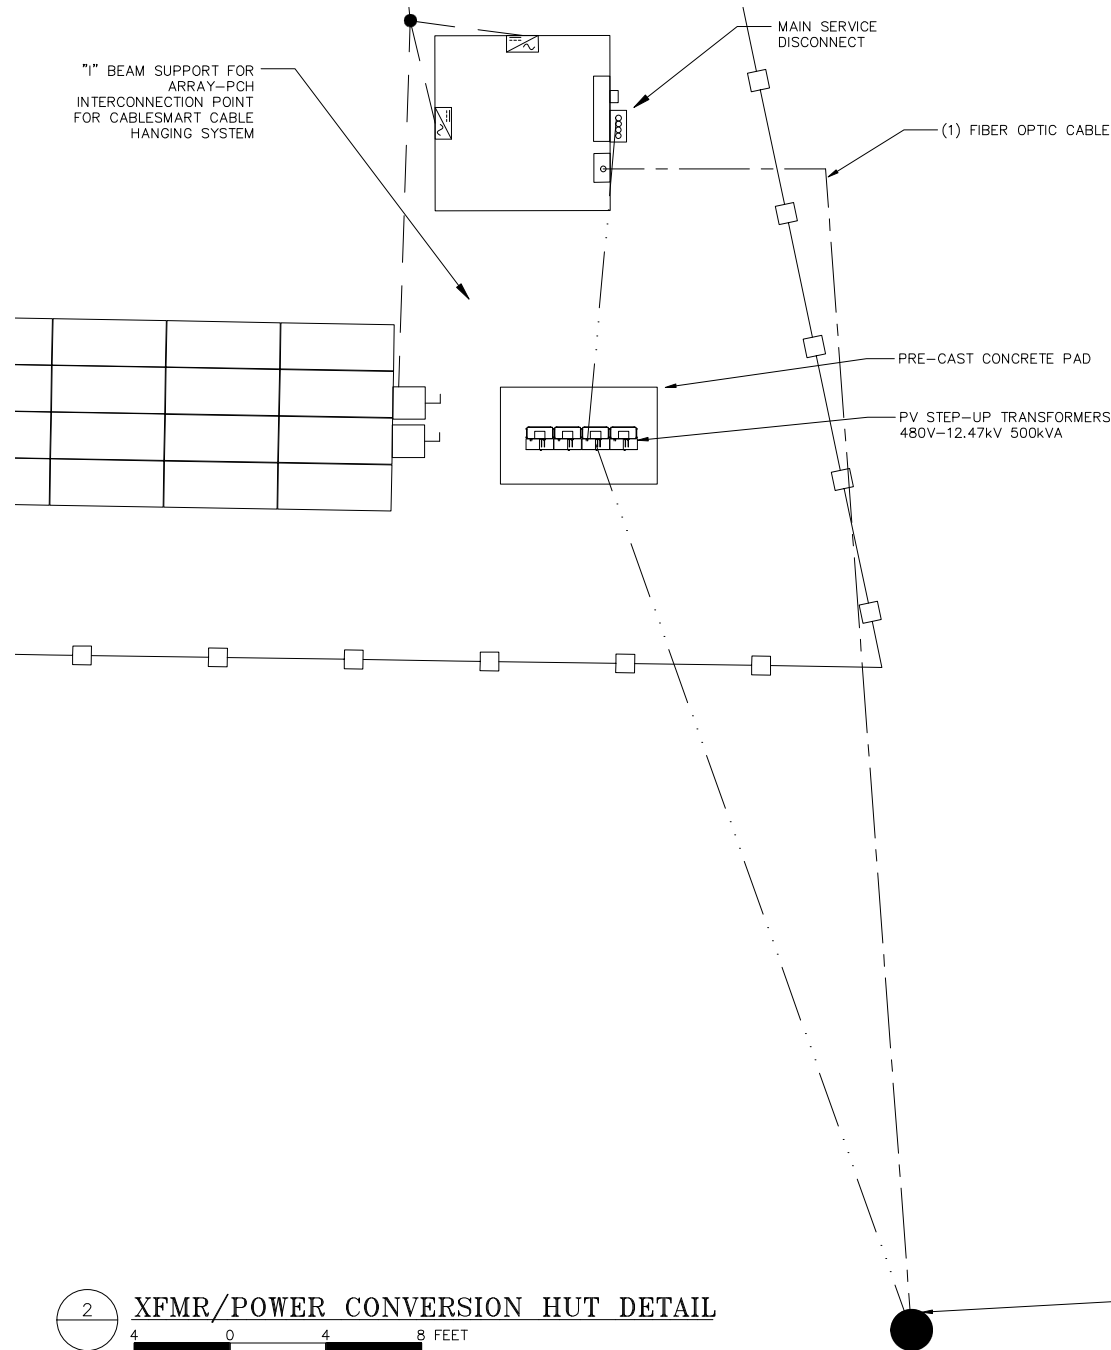 MAIN SERVICE
DISCONNECT
"I" BEAM SUPPORT FOR
ARRAY-PCH
INTERCONNECTION POINT
FOR CABLESMART CABLE
HANGING SYSTEM
(1) FIBER OPTIC CABLE
PRE-CAST CONCRETE PAD
PV STEP-UP TRANSFORMERS
480V-12.47kV 500kVA
2
XFMR/POWER CONVERSION HUT DETAIL
4 0 4 8 FEET